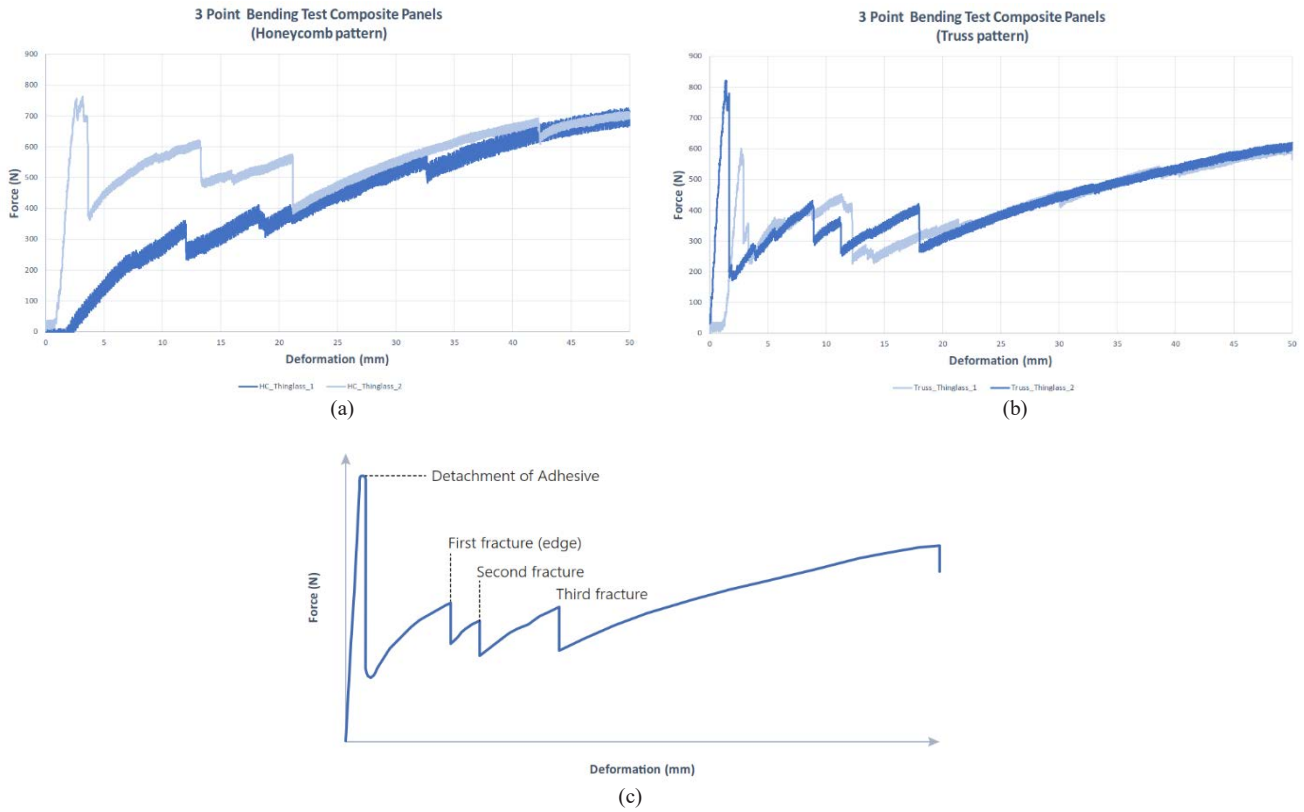 3 Point Bending Test Composite Panels
(Honeycomb pattern)
900
800
700
600
500
400
300
200
100
0
Force (N)
0 5 10 15 20 25 30 35 40 45 50
Deformation (mm)
HC_Thinglass_1 HC_Thinglass_2
(a)
3 Point Bending Test Composite Panels
(Truss pattern)
900
800
700
600
500
400
300
200
100
0
Force (N)
0 5 10 15 20 25 30 35 40 45 50
Deformation (mm)
Truss_Thinglass_1 Truss_Thinglass_2
(b)
Detachment of Adhesive
First fracture (edge)
Second fracture
Third fracture
Force (N)
Deformation (mm)
(c)